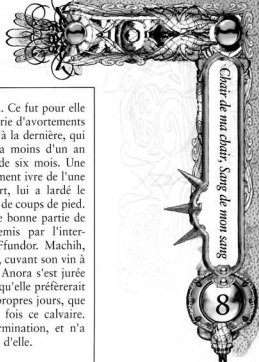 . Ce fut pour elle
rie d'avortements
'à la dernière, qui
a moins d'un an
de six mois. Une
ment ivre de l'une
rt, lui a lardé le
de coups de pied.
e bonne partie de
emis par l'inter-
Ffundor. Machih,
, cuvant son vin à
Anora s'est jurée
qu'elle préfèrerait
propres jours, que
fois ce calvaire.
rmination, et n'a
d'elle.
Chair de ma chair, Sang de mon sang
8